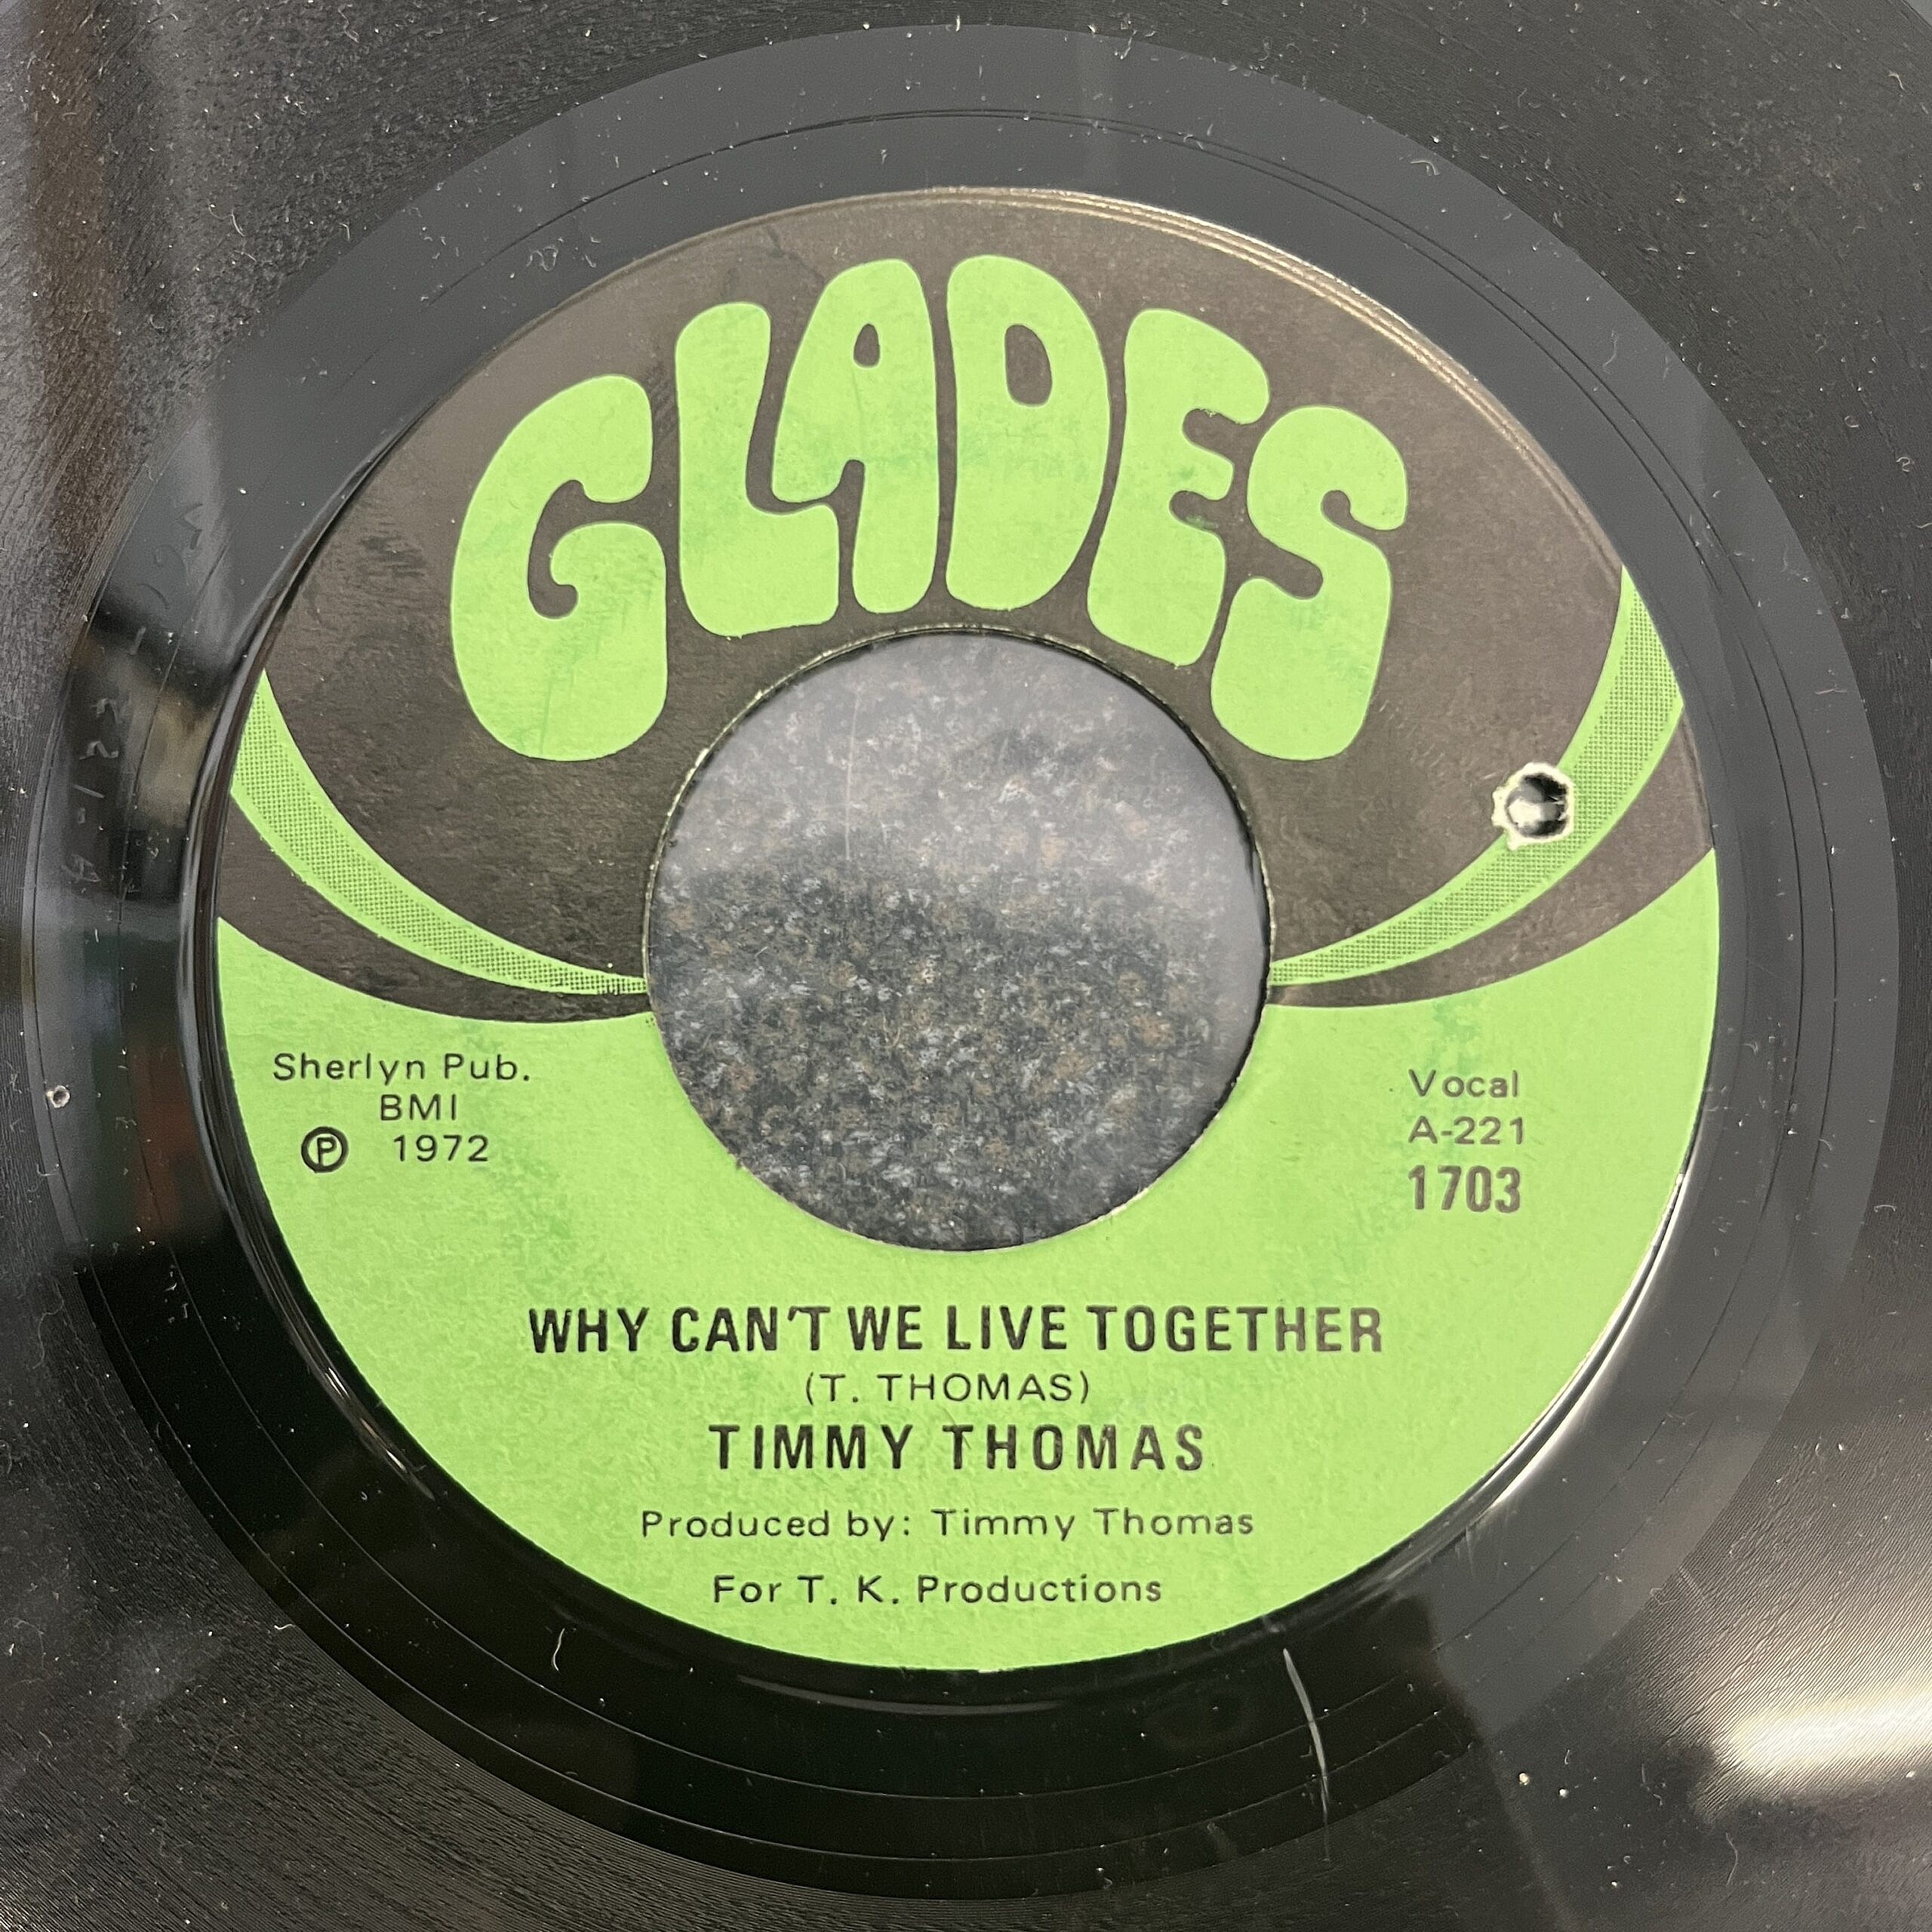 GLADES
Sherlyn Pub.
BMI
Ⓟ 1972
Vocal
A-221
1703
WHY CAN'T WE LIVE TOGETHER
(T. THOMAS)
TIMMY THOMAS
Produced by: Timmy Thomas
For T. K. Productions